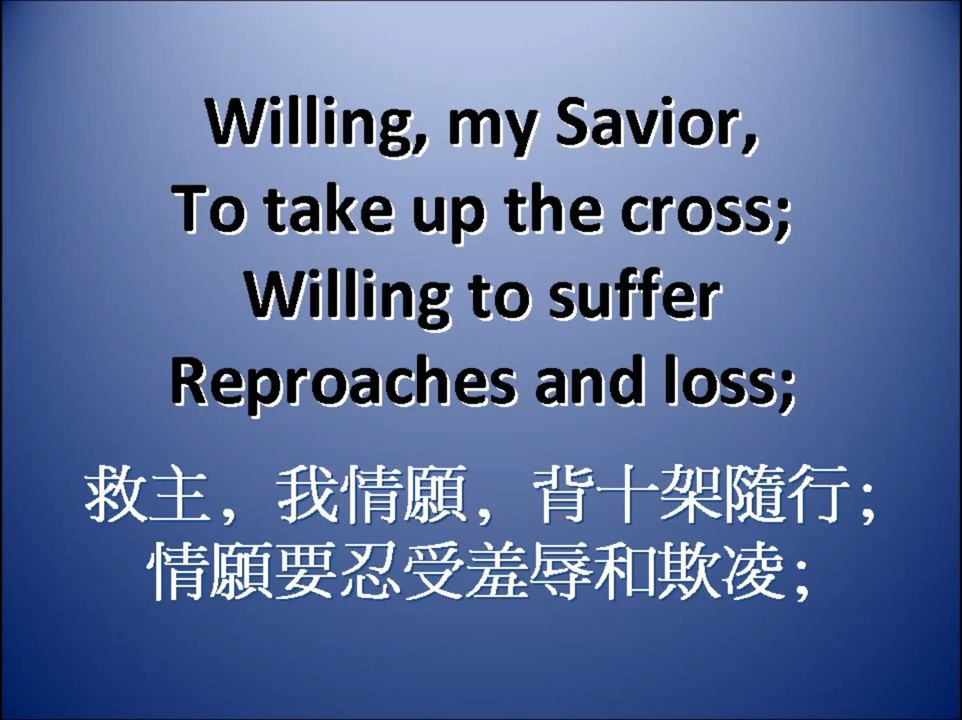 Willing, my Savior,
To take up the cross;
Willing to suffer
Reproaches and loss;
救主，我情願，背十架隨行；
情願要忍受羞辱和欺凌；